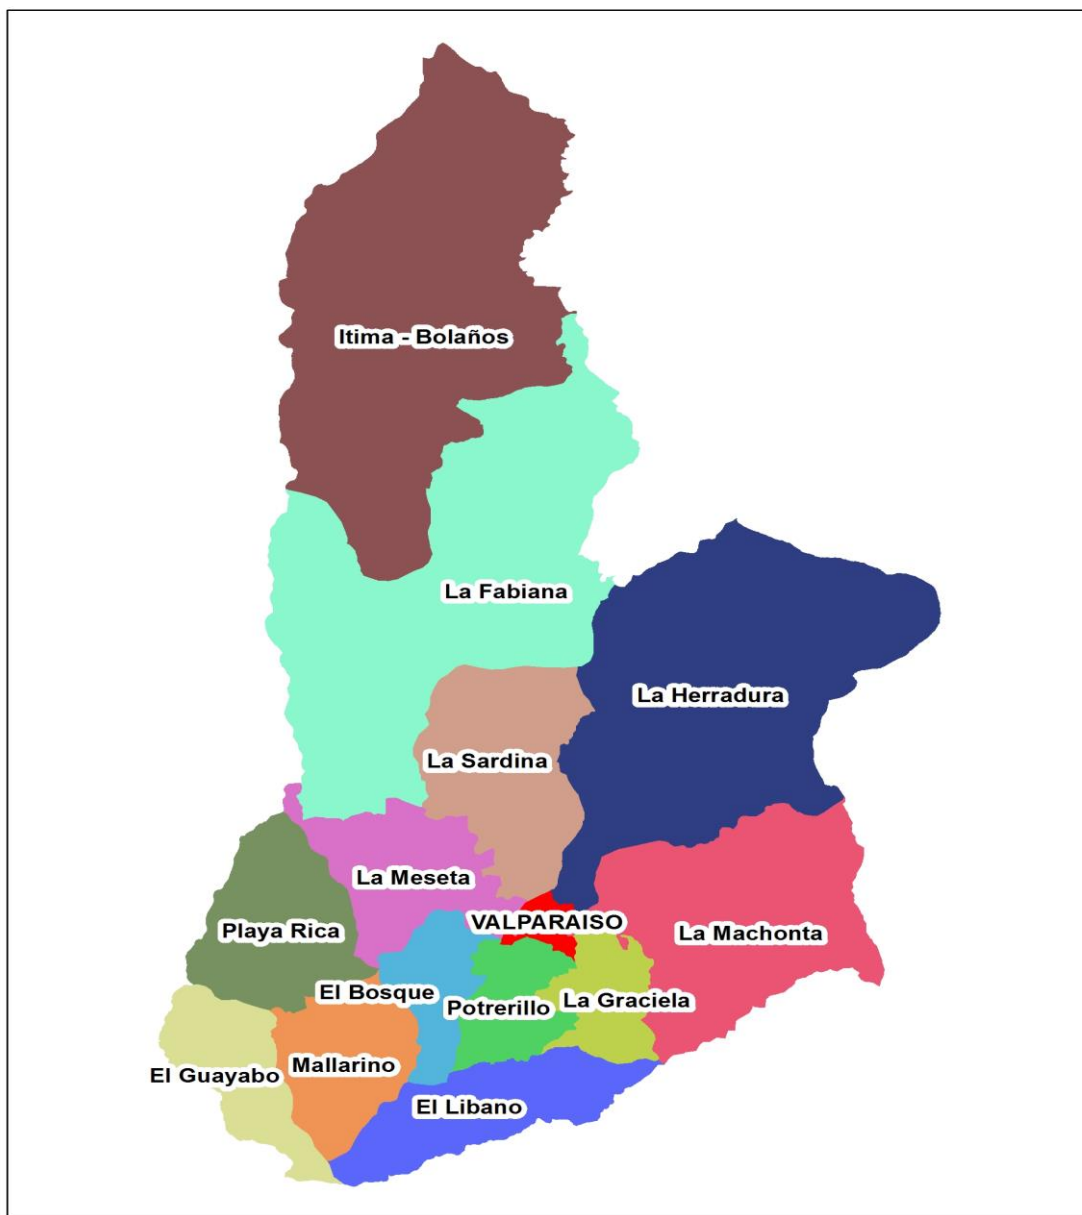 Itima - Bolaños
La Fabiana
La Herradura
La Sardina
La Meseta
VALPARAISO
Playa Rica
La Machonta
El Bosque
Potrerillo
La Graciela
Mallarino
El Guayabo
El Libano